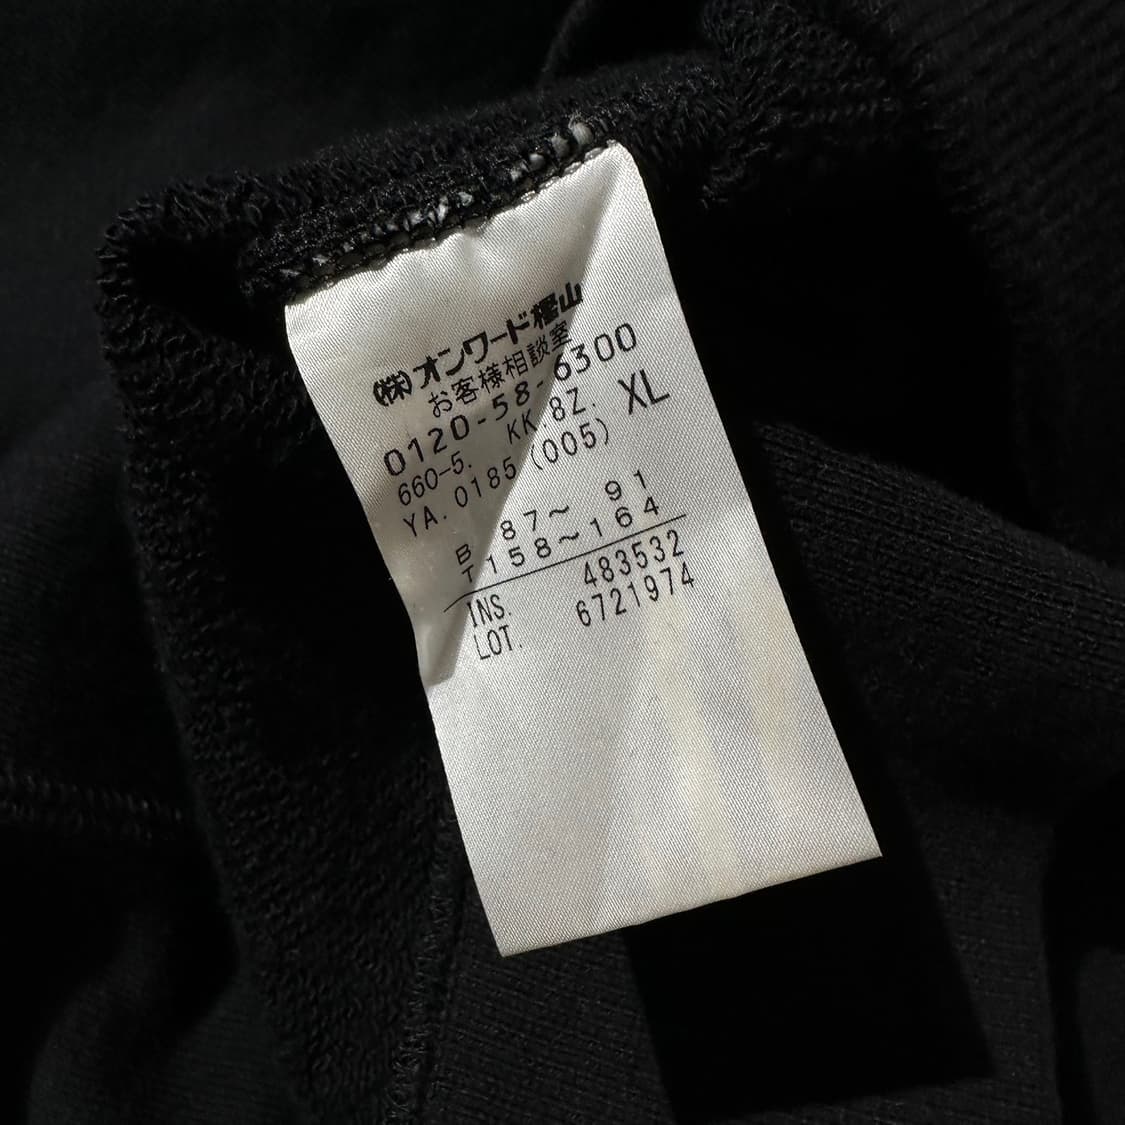 (株)オンワード樫山
お客様相談室
0120-58-6300
660-5. KK 8Z. XL
YA.0185 (005)
B 87～ 91
T158～164
INS. 483532
LOT. 6721974